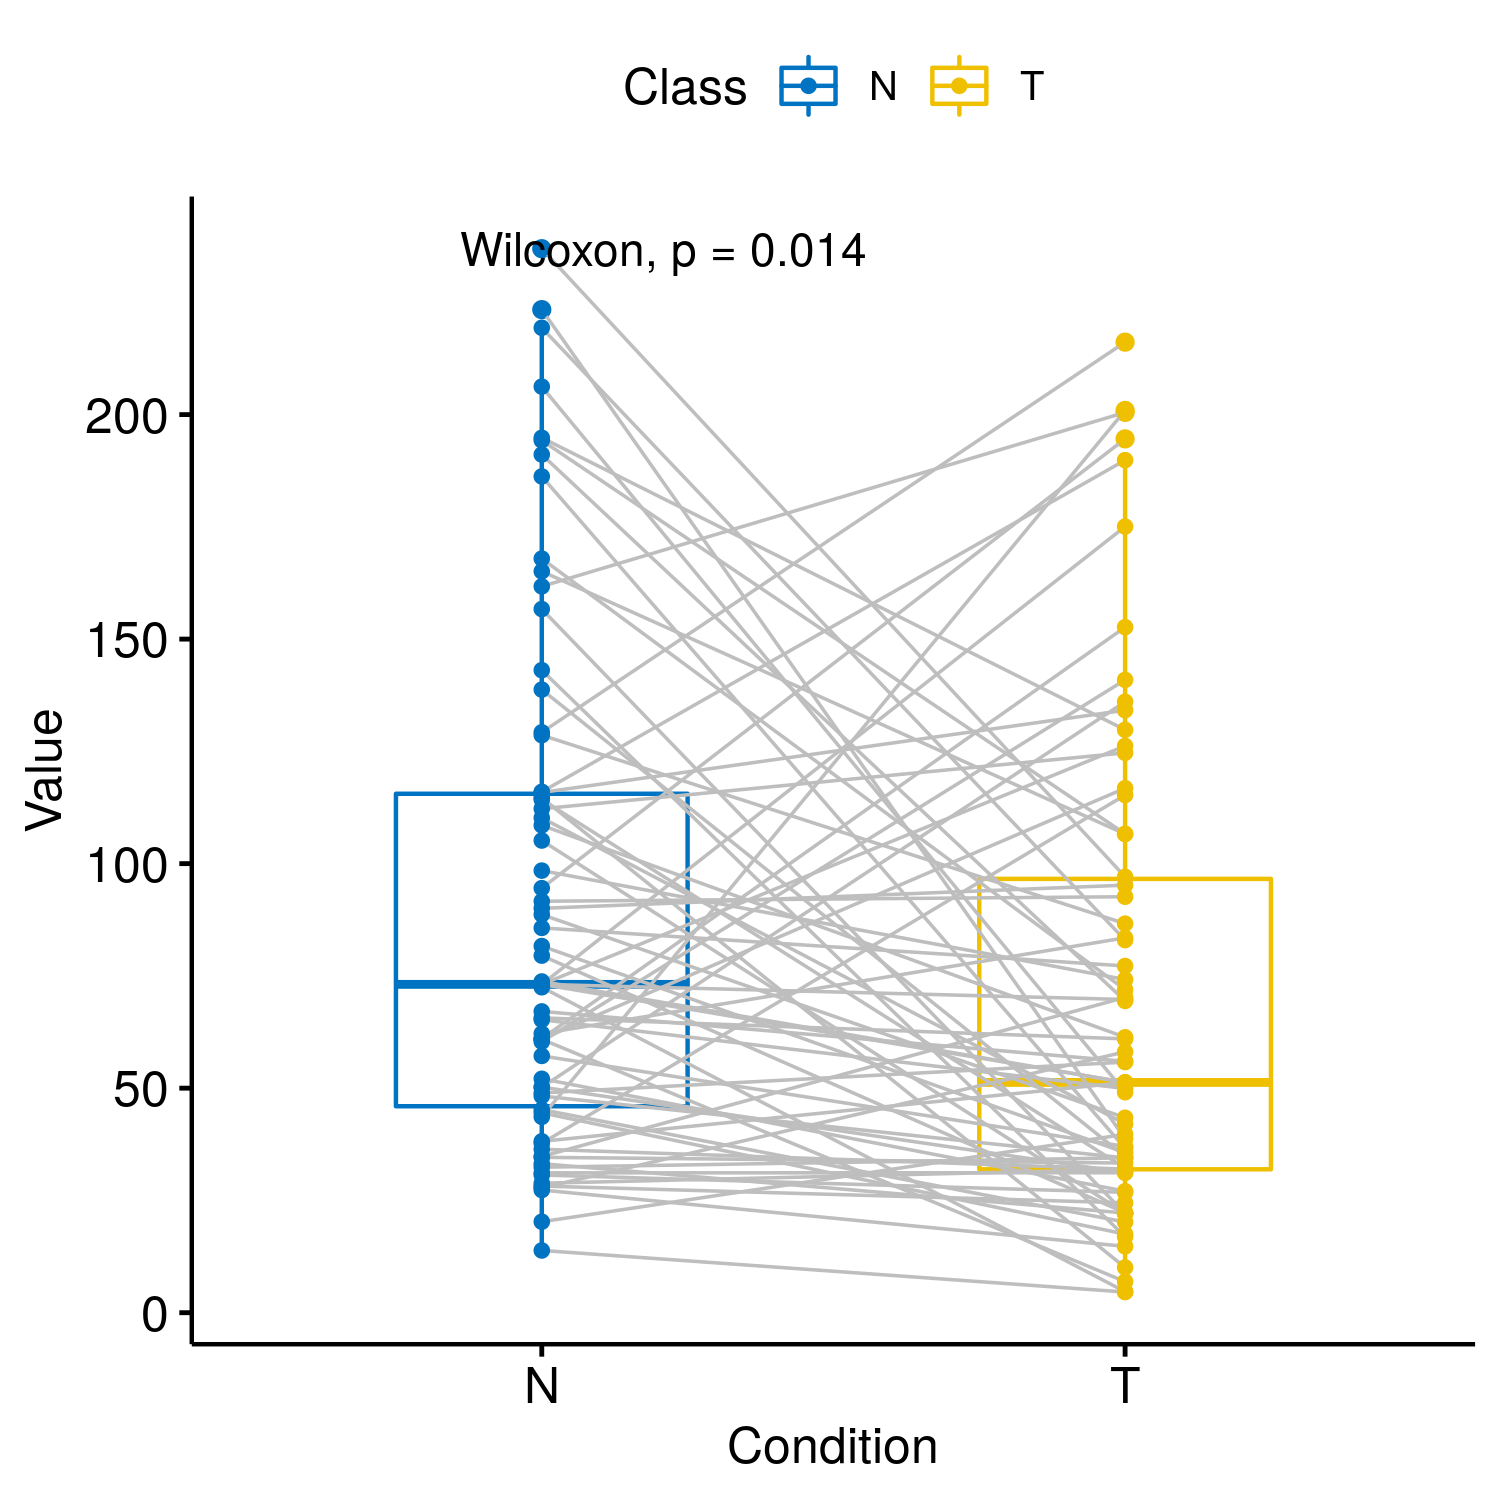 Class N T
Wilcoxon, p = 0.014
200
150
100
50
0
Value
N T
Condition